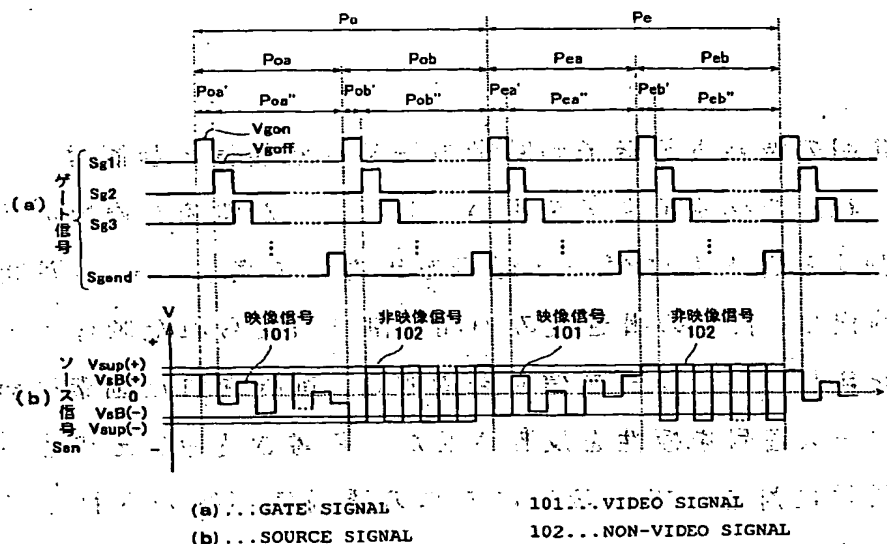 Po Pe
Poa Pob Pea Peb
Poa' Poa" Pob' Pob" Pea' Pea" Peb' Peb"
Vgon
Vgoff
(a) ゲート信号
Sg1
Sg2
Sg3
Sgend
V
+
映像信号 101 非映像信号 102 映像信号 101 非映像信号 102
(b) ソース信号 Ssn
Vsup(+)
VsB(+)
0
VsB(-)
Vsup(-)
-
(a)...GATE SIGNAL 101...VIDEO SIGNAL
(b)...SOURCE SIGNAL 102...NON-VIDEO SIGNAL